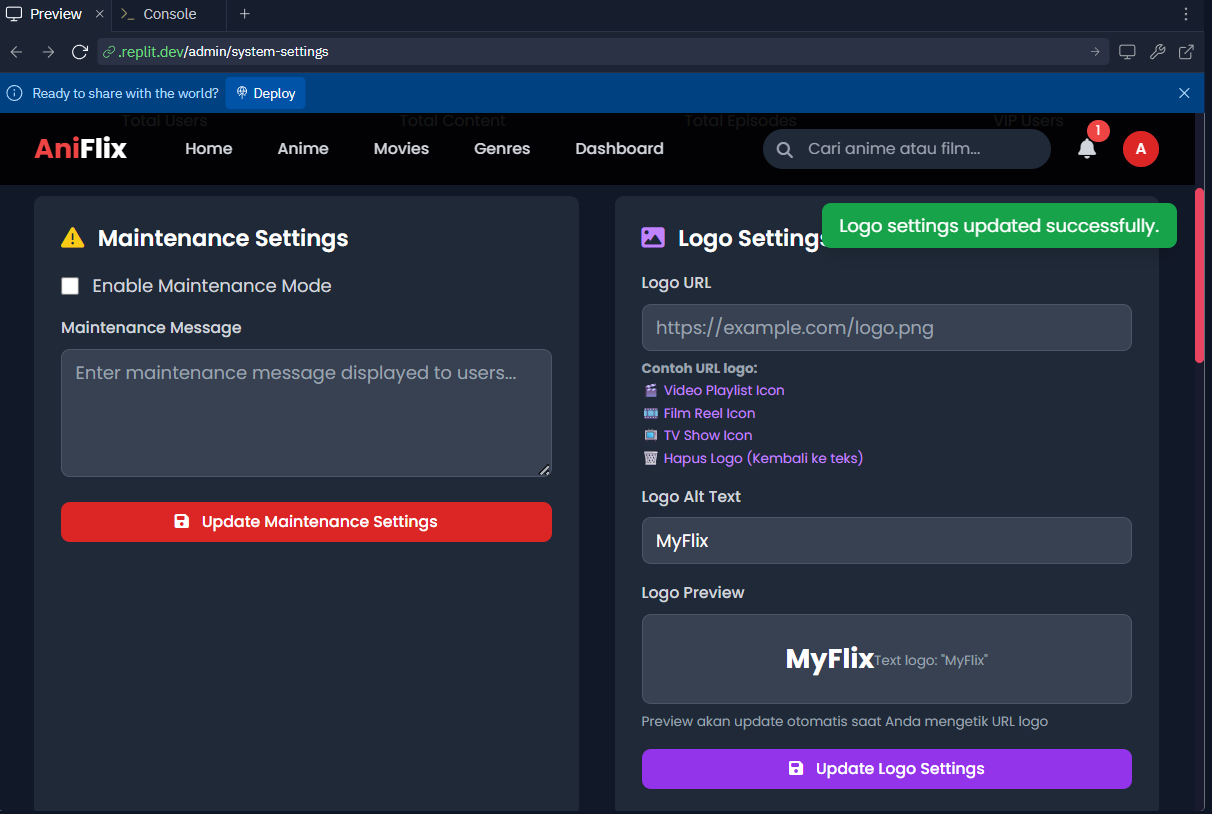 Preview
Console
.replit.dev/admin/system-settings
Ready to share with the world?
Deploy
Total Users
Total Content
Total Episodes
VIP Users
AniFlix
Home
Anime
Movies
Genres
Dashboard
Cari anime atau film...
1
A
Logo settings updated successfully.
Maintenance Settings
Enable Maintenance Mode
Maintenance Message
Enter maintenance message displayed to users...
Update Maintenance Settings
Logo Settings
Logo URL
https://example.com/logo.png
Contoh URL logo:
Video Playlist Icon
Film Reel Icon
TV Show Icon
Hapus Logo (Kembali ke teks)
Logo Alt Text
MyFlix
Logo Preview
MyFlix Text logo: "MyFlix"
Preview akan update otomatis saat Anda mengetik URL logo
Update Logo Settings